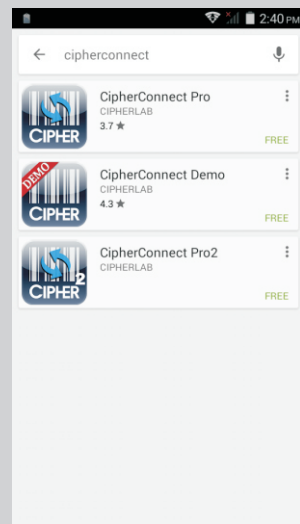 2:40 PM
cipherconnect
CIPHER
CipherConnect Pro
CIPHERLAB
3.7 ★
FREE
DEMO
CIPHER
CipherConnect Demo
CIPHERLAB
4.3 ★
FREE
2
CIPHER
CipherConnect Pro2
CIPHERLAB
FREE